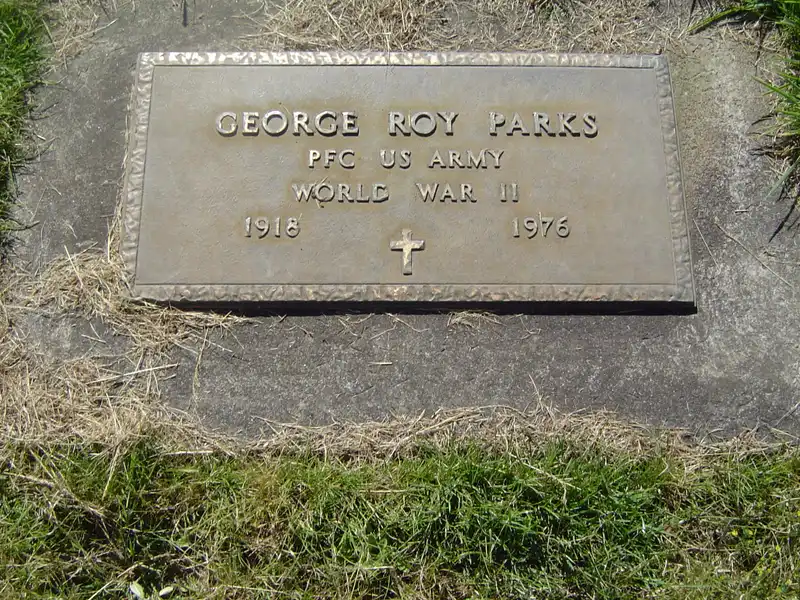 GEORGE ROY PARKS
PFC US ARMY
WORLD WAR II
1918 1976